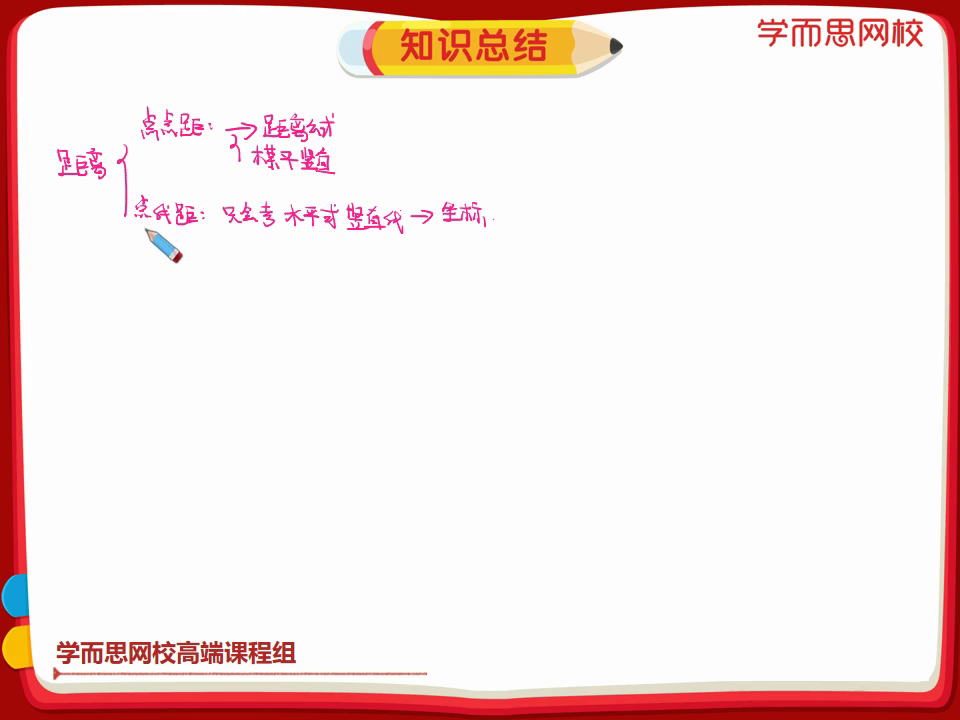 知识总结
学而思网校
点点距: →距离公式
横平竖直
距离
点线距: 只会考 水平或 竖直线 → 坐标
学而思网校高端课程组